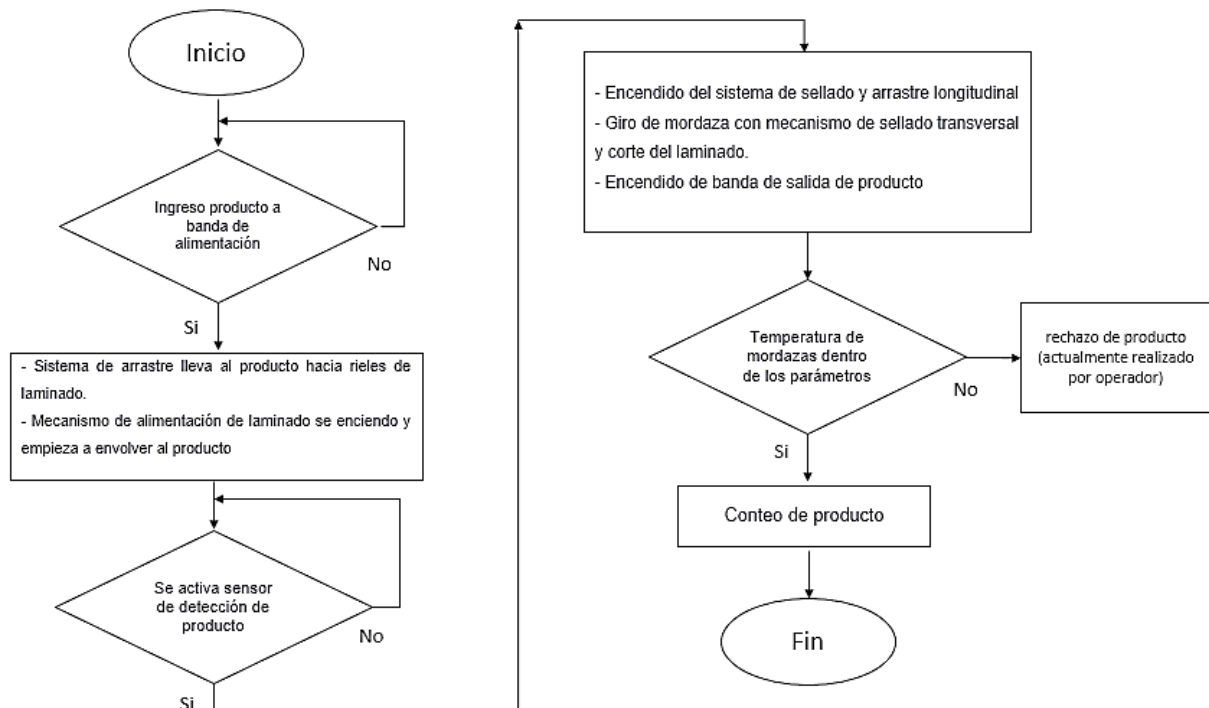 Inicio
Ingreso producto a
banda de
alimentación
No
Si
- Sistema de arrastre lleva al producto hacia rieles de
laminado.
- Mecanismo de alimentación de laminado se enciendo y
empieza a envolver al producto
Se activa sensor
de detección de
producto
No
Si
- Encendido del sistema de sellado y arrastre longitudinal
- Giro de mordaza con mecanismo de sellado transversal
y corte del laminado.
- Encendido de banda de salida de producto
Temperatura de
mordazas dentro
de los parámetros
No
rechazo de producto
(actualmente realizado
por operador)
Si
Conteo de producto
Fin